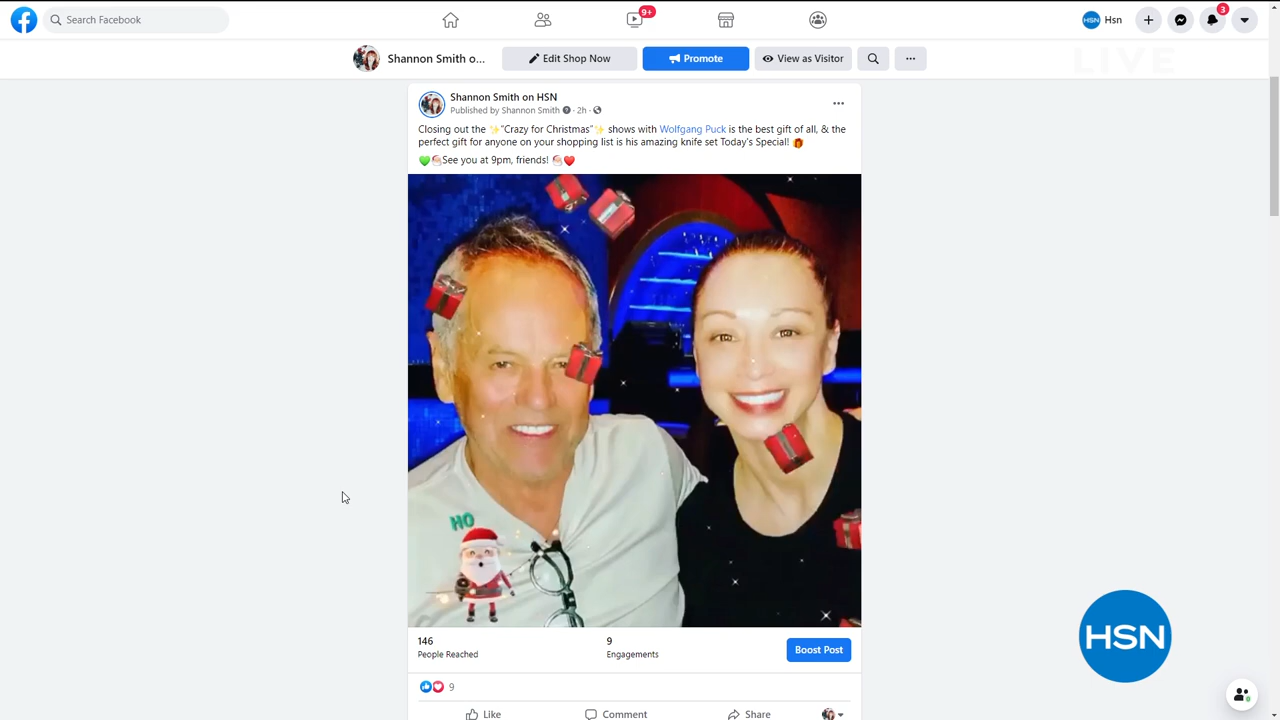 Search Facebook
9+
Hsn
3
Shannon Smith o...
Edit Shop Now
Promote
View as Visitor
LIVE
Shannon Smith on HSN
Published by Shannon Smith · 2h ·
Closing out the ✨"Crazy for Christmas"✨ shows with Wolfgang Puck is the best gift of all, & the
perfect gift for anyone on your shopping list is his amazing knife set Today's Special! 🎁
💚🎅See you at 9pm, friends! 🎅❤️
HO
146
People Reached
9
Engagements
Boost Post
9
Like
Comment
Share
HSN